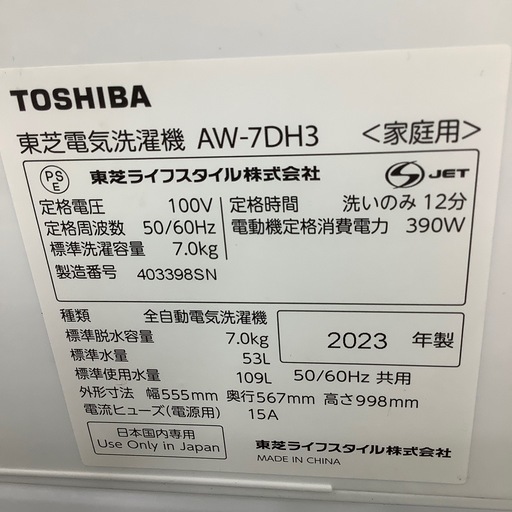 TOSHIBA
東芝電気洗濯機 AW-7DH3 <家庭用>
PSE 東芝ライフスタイル株式会社 S JET
定格電圧 100V 定格時間 洗いのみ 12分
定格周波数 50/60Hz 電動機定格消費電力 390W
標準洗濯容量 7.0kg
製造番号 403398SN
種類 全自動電気洗濯機
標準脱水容量 7.0kg 2023 年製
標準水量 53L
標準使用水量 109L 50/60Hz 共用
外形寸法 幅555mm 奥行567mm 高さ998mm
電流ヒューズ(電源用) 15A
日本国内専用 東芝ライフスタイル株式会社
Use Only in Japan MADE IN CHINA